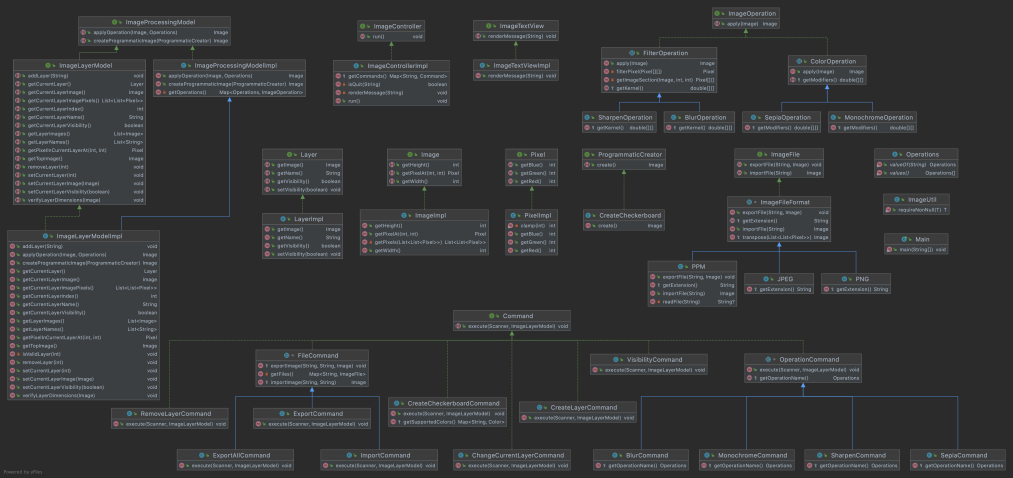 ImageProcessingModel
applyOperation(Image, Operations) Image
createProgrammaticImage(ProgrammaticCreator) Image
ImageController
run() void
ImageTextView
renderMessage(String) void
ImageOperation
apply(Image) Image
ImageLayerModel
addLayer(String) void
getCurrentLayer() Layer
getCurrentLayerImage() Image
getCurrentLayerImagePixels() List<List<Pixel>>
getCurrentLayerIndex() int
getCurrentLayerName() String
getCurrentLayerVisibility() boolean
getLayerImages() List<Image>
getLayerNames() List<String>
getPixelInCurrentLayerAt(int, int) Pixel
getTopImage() Image
removeLayer(int) void
setCurrentLayer(int) void
setCurrentLayerImage(Image) void
setCurrentLayerVisibility(boolean) void
verifyLayerDimensions(Image) void
ImageProcessingModelImpl
applyOperation(Image, Operations) Image
createProgrammaticImage(ProgrammaticCreator) Image
getOperations() Map<Operations, ImageOperation>
ImageControllerImpl
getCommands() Map<String, Command>
isQuit(String) boolean
renderMessage(String) void
run() void
ImageTextViewImpl
renderMessage(String) void
FilterOperation
apply(Image) Image
filterPixel(Pixel[][]) Pixel
getImageSection(Image, int, int) Pixel[][]
getKernel() double[][]
ColorOperation
apply(Image) Image
getModifiers() double[][]
SharpenOperation
getKernel() double[][]
BlurOperation
getKernel() double[][]
SepiaOperation
getModifiers() double[][]
MonochromeOperation
getModifiers() double[][]
Layer
getImage() Image
getName() String
getVisibility() boolean
setVisibility(boolean) void
Image
getHeight() int
getPixelAt(int, int) Pixel
getWidth() int
Pixel
getBlue() int
getGreen() int
getRed() int
ProgrammaticCreator
create() Image
ImageFile
exportFile(String, Image) void
importFile(String) Image
Operations
valueOf(String) Operations
values() Operations[]
ImageUtil
requireNonNull(T) T
Main
main(String[]) void
LayerImpl
getImage() Image
getName() String
getVisibility() boolean
setVisibility(boolean) void
ImageImpl
getHeight() int
getPixelAt(int, int) Pixel
getPixels(List<List<Pixel>>) List<List<Pixel>>
getWidth() int
PixelImpl
clamp(int) int
getBlue() int
getGreen() int
getRed() int
CreateCheckerboard
create() Image
ImageFileFormat
exportFile(String, Image) void
getExtension() String
importFile(String) Image
transpose(List<List<Pixel>>) Image
PPM
exportFile(String, Image) void
getExtension() String
importFile(String) Image
readFile(String) String?
JPEG
getExtension() String
PNG
getExtension() String
ImageLayerModelImpl
addLayer(String) void
applyOperation(Image, Operations) Image
createProgrammaticImage(ProgrammaticCreator) Image
getCurrentLayer() Layer
getCurrentLayerImage() Image
getCurrentLayerImagePixels() List<List<Pixel>>
getCurrentLayerIndex() int
getCurrentLayerName() String
getCurrentLayerVisibility() boolean
getLayerImages() List<Image>
getLayerNames() List<String>
getPixelInCurrentLayerAt(int, int) Pixel
getTopImage() Image
isValidLayer(int) void
removeLayer(int) void
setCurrentLayer(int) void
setCurrentLayerImage(Image) void
setCurrentLayerVisibility(boolean) void
verifyLayerDimensions(Image) void
Command
execute(Scanner, ImageLayerModel) void
FileCommand
exportImage(String, String, Image) void
getFiles() Map<String, ImageFile>
importImage(String, String) Image
VisibilityCommand
execute(Scanner, ImageLayerModel) void
OperationCommand
execute(Scanner, ImageLayerModel) void
getOperationName() Operations
RemoveLayerCommand
execute(Scanner, ImageLayerModel) void
ExportCommand
execute(Scanner, ImageLayerModel) void
CreateCheckerboardCommand
execute(Scanner, ImageLayerModel) void
getSupportedColors() Map<String, Color>
CreateLayerCommand
execute(Scanner, ImageLayerModel) void
ExportAllCommand
execute(Scanner, ImageLayerModel) void
ImportCommand
execute(Scanner, ImageLayerModel) void
ChangeCurrentLayerCommand
execute(Scanner, ImageLayerModel) void
BlurCommand
getOperationName() Operations
MonochromeCommand
getOperationName() Operations
SharpenCommand
getOperationName() Operations
SepiaCommand
getOperationName() Operations
Powered by yFiles